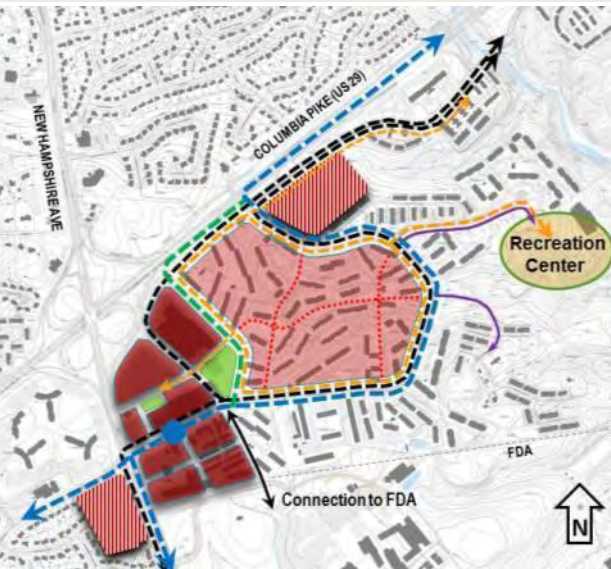 COLUMBIA PIKE (US 29)
NEW HAMPSHIRE AVE
Recreation
Center
FDA
Connection to FDA
N